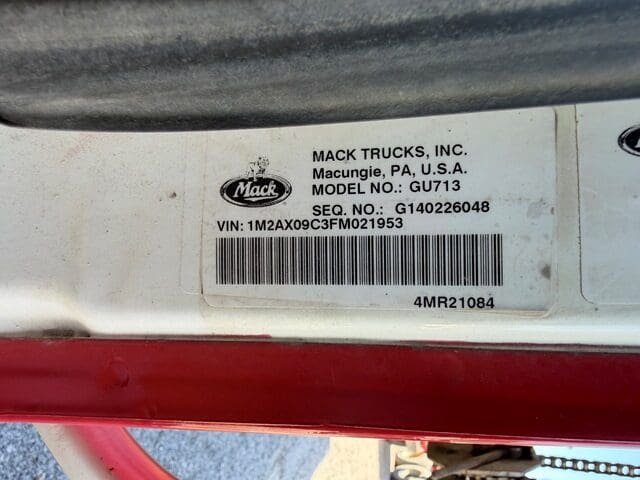 MACK TRUCKS, INC.
Macungie, PA, U.S.A.
Mack
MODEL NO.: GU713
SEQ. NO.: G140226048
VIN: 1M2AX09C3FM021953
4MR21084